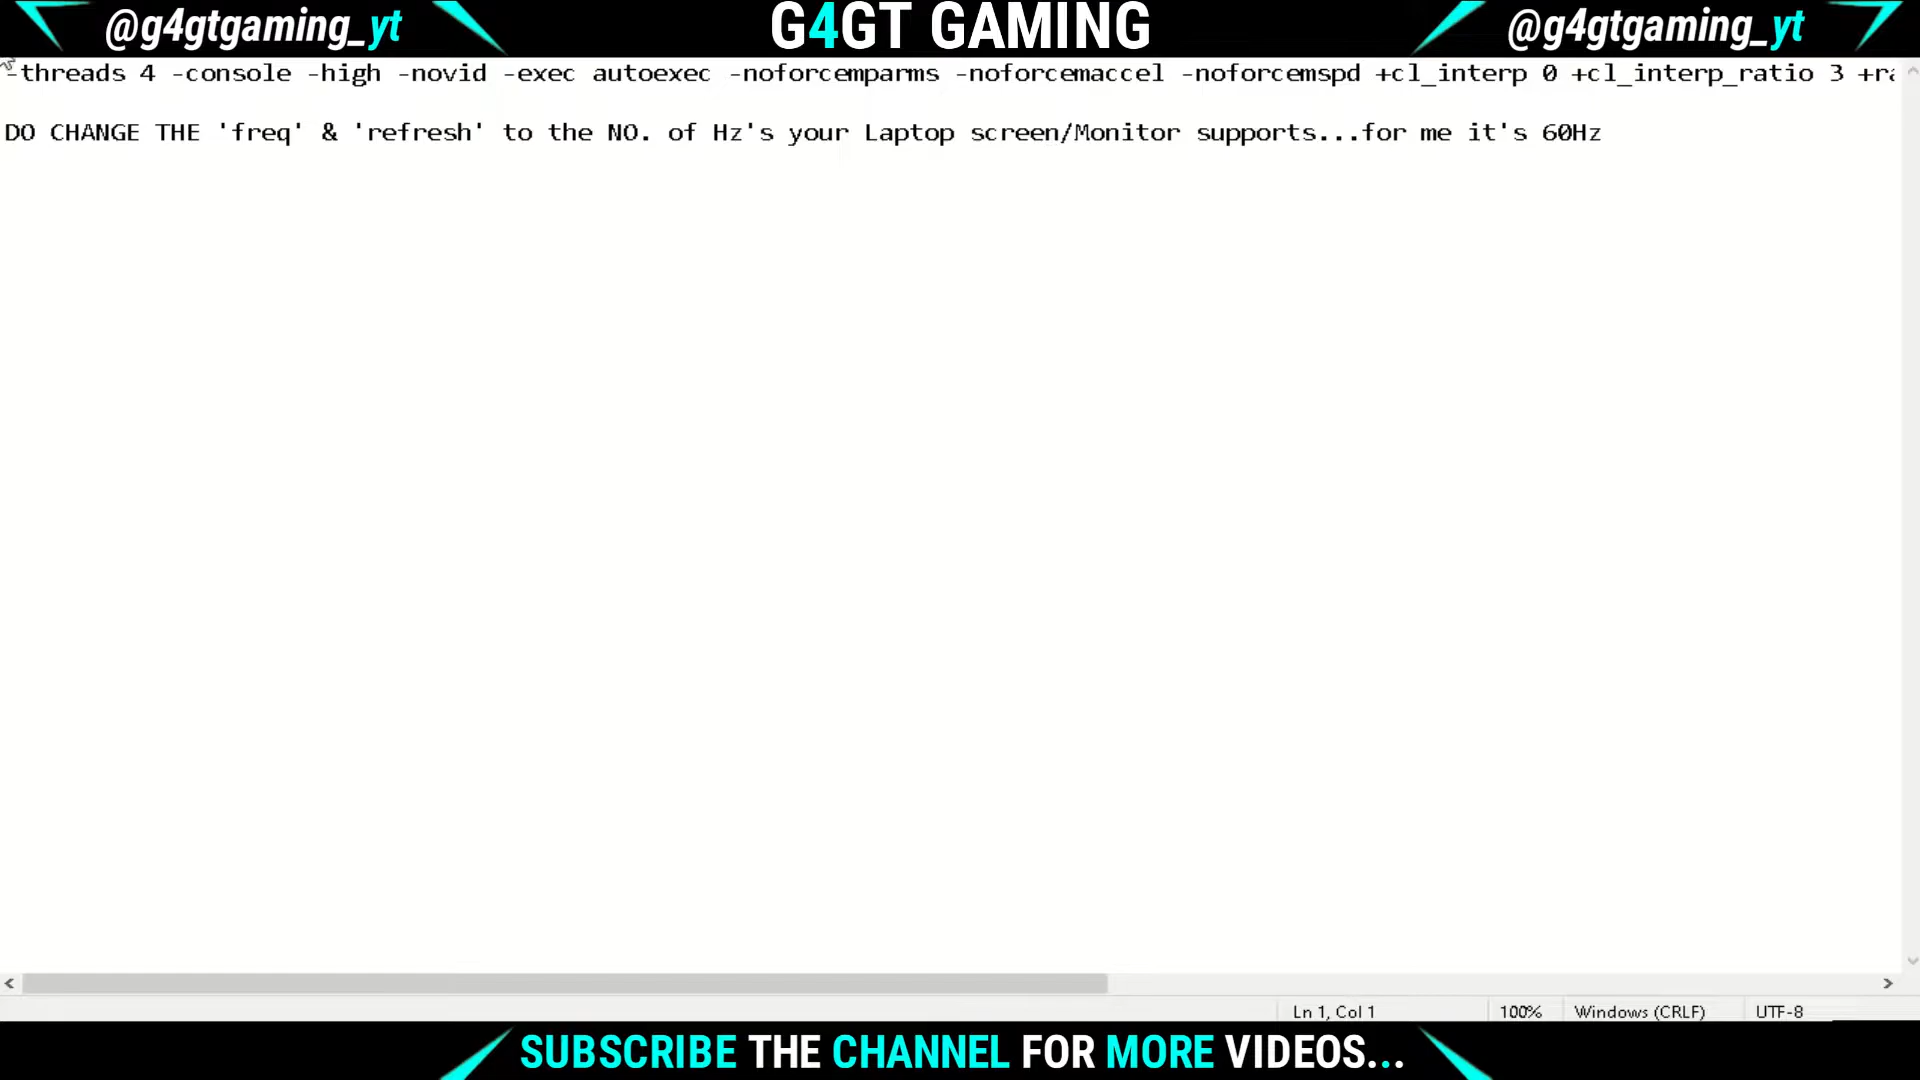 @g4gtgaming_yt G4GT GAMING @g4gtgaming_yt
-threads 4 -console -high -novid -exec autoexec -noforcemparms -noforcemaccel -noforcemspd +cl_interp 0 +cl_interp_ratio 3 +ra
DO CHANGE THE 'freq' & 'refresh' to the NO. of Hz's your Laptop screen/Monitor supports...for me it's 60Hz
Ln 1, Col 1 100% Windows (CRLF) UTF-8
SUBSCRIBE THE CHANNEL FOR MORE VIDEOS...